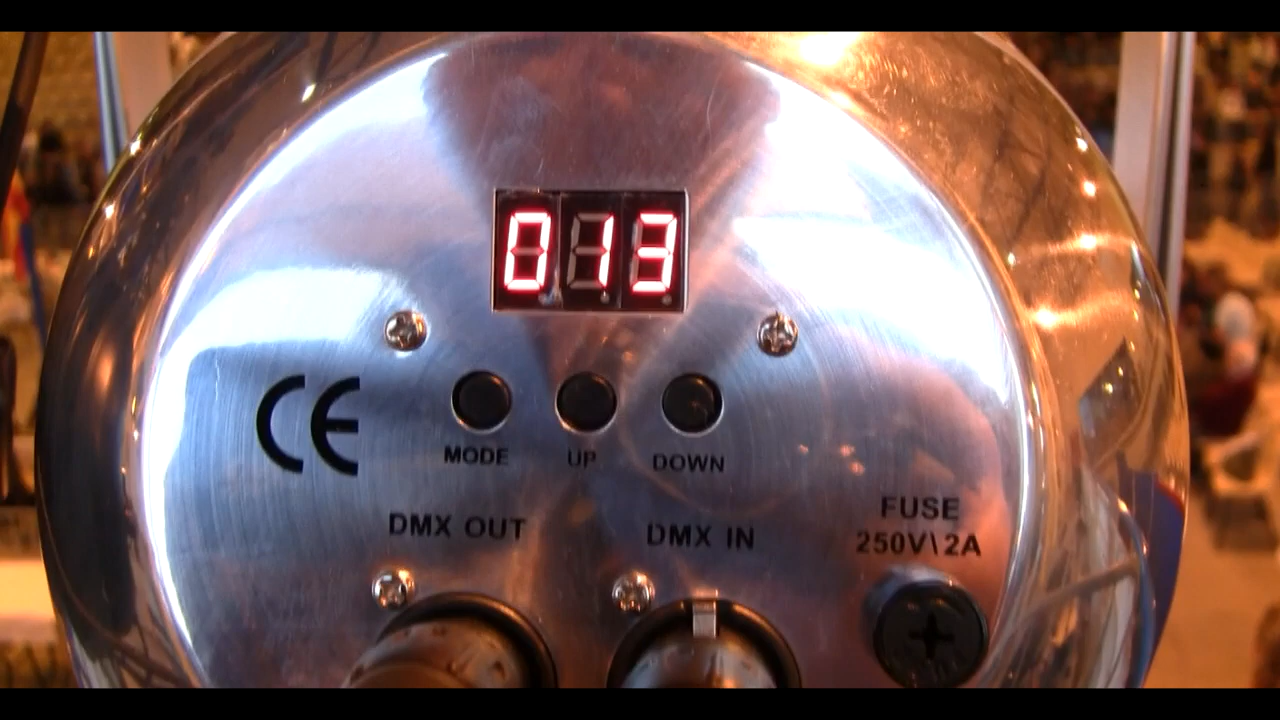 013
CE
MODE UP DOWN
DMX OUT DMX IN
FUSE
250V\2A